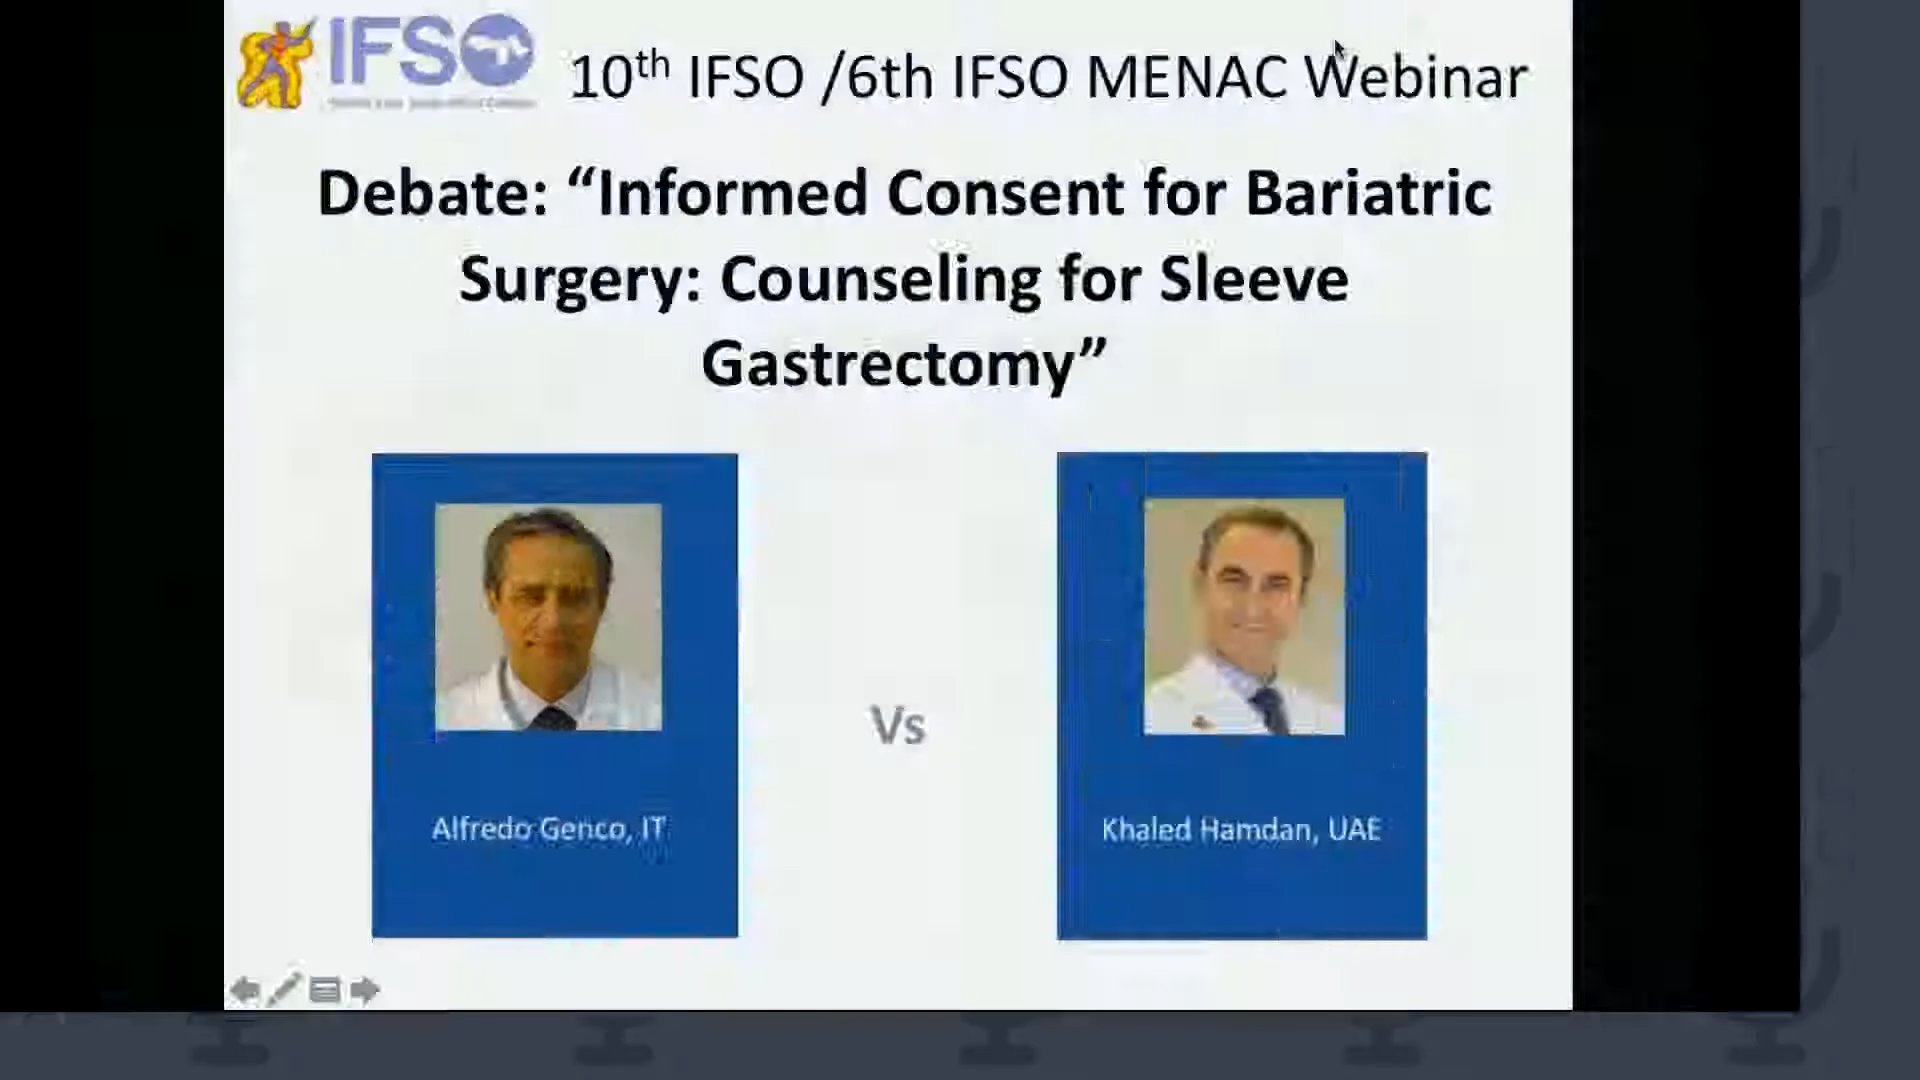 IFSO
10th IFSO /6th IFSO MENAC Webinar
Debate: “Informed Consent for Bariatric
Surgery: Counseling for Sleeve
Gastrectomy”
Vs
Alfredo Genco, IT
Khaled Hamdan, UAE